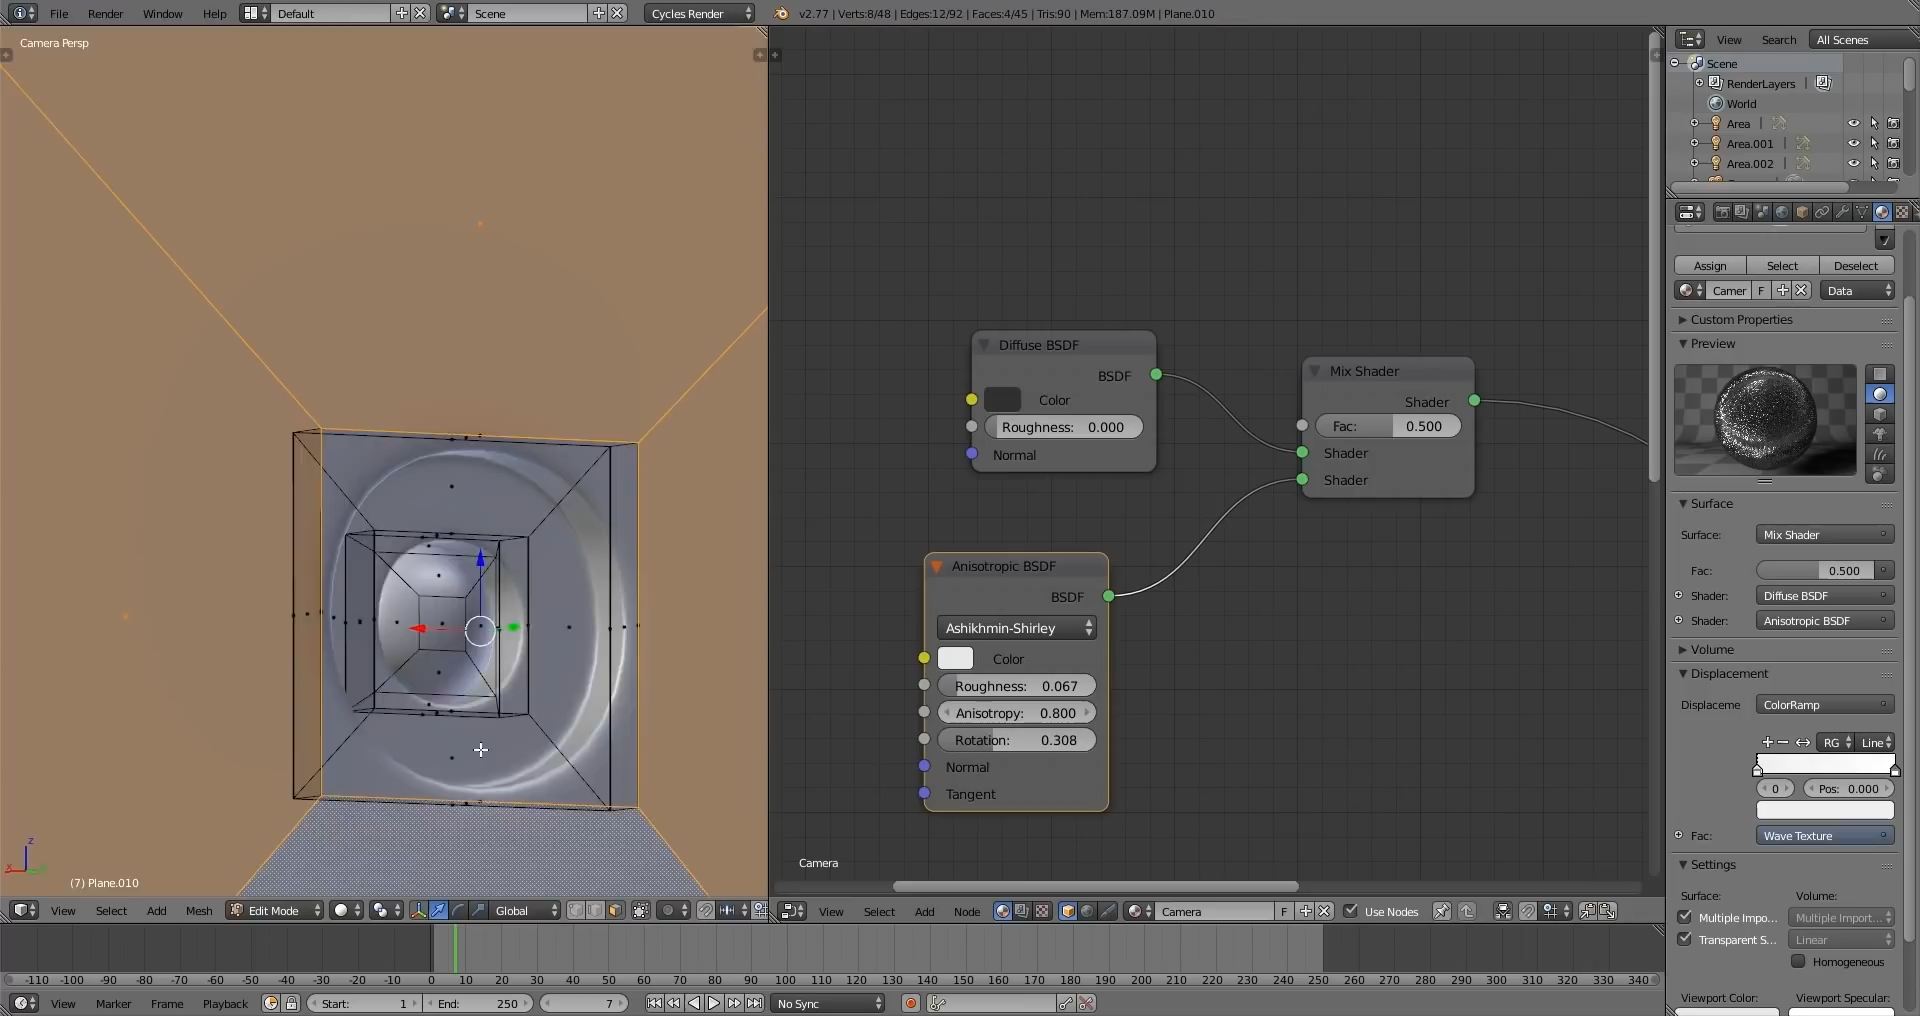 File Render Window Help Default Scene Cycles Render v2.77 | Verts:8/48 | Edges:12/92 | Faces:4/45 | Tris:90 | Mem:187.09M | Plane.010
Camera Persp
(7) Plane.010
z
View Select Add Mesh Edit Mode Global
Diffuse BSDF
BSDF
Color
Roughness: 0.000
Normal
Mix Shader
Shader
Fac: 0.500
Shader
Shader
Anisotropic BSDF
BSDF
Ashikhmin-Shirley
Color
Roughness: 0.067
Anisotropy: 0.800
Rotation: 0.308
Normal
Tangent
Camera
View Select Add Node Camera F Use Nodes
View Search All Scenes
Scene
RenderLayers |
World
Area |
Area.001 |
Area.002 |
Assign Select Deselect
Camer F Data
Custom Properties
Preview
Surface
Surface: Mix Shader
Fac: 0.500
Shader: Diffuse BSDF
Shader: Anisotropic BSDF
Volume
Displacement
Displaceme ColorRamp
RG Line
0 Pos: 0.000
Fac: Wave Texture
Settings
Surface: Volume:
Multiple Impo... Multiple Import...
Transparent S... Linear
Homogeneous
Viewport Color: Viewport Specular:
-110 -100 -90 -80 -70 -60 -50 -40 -30 -20 -10 0 10 20 30 40 50 60 70 80 90 100 110 120 130 140 150 160 170 180 190 200 210 220 230 240 250 260 270 280 290 300 310 320 330 340
View Marker Frame Playback Start: 1 End: 250 7 No Sync